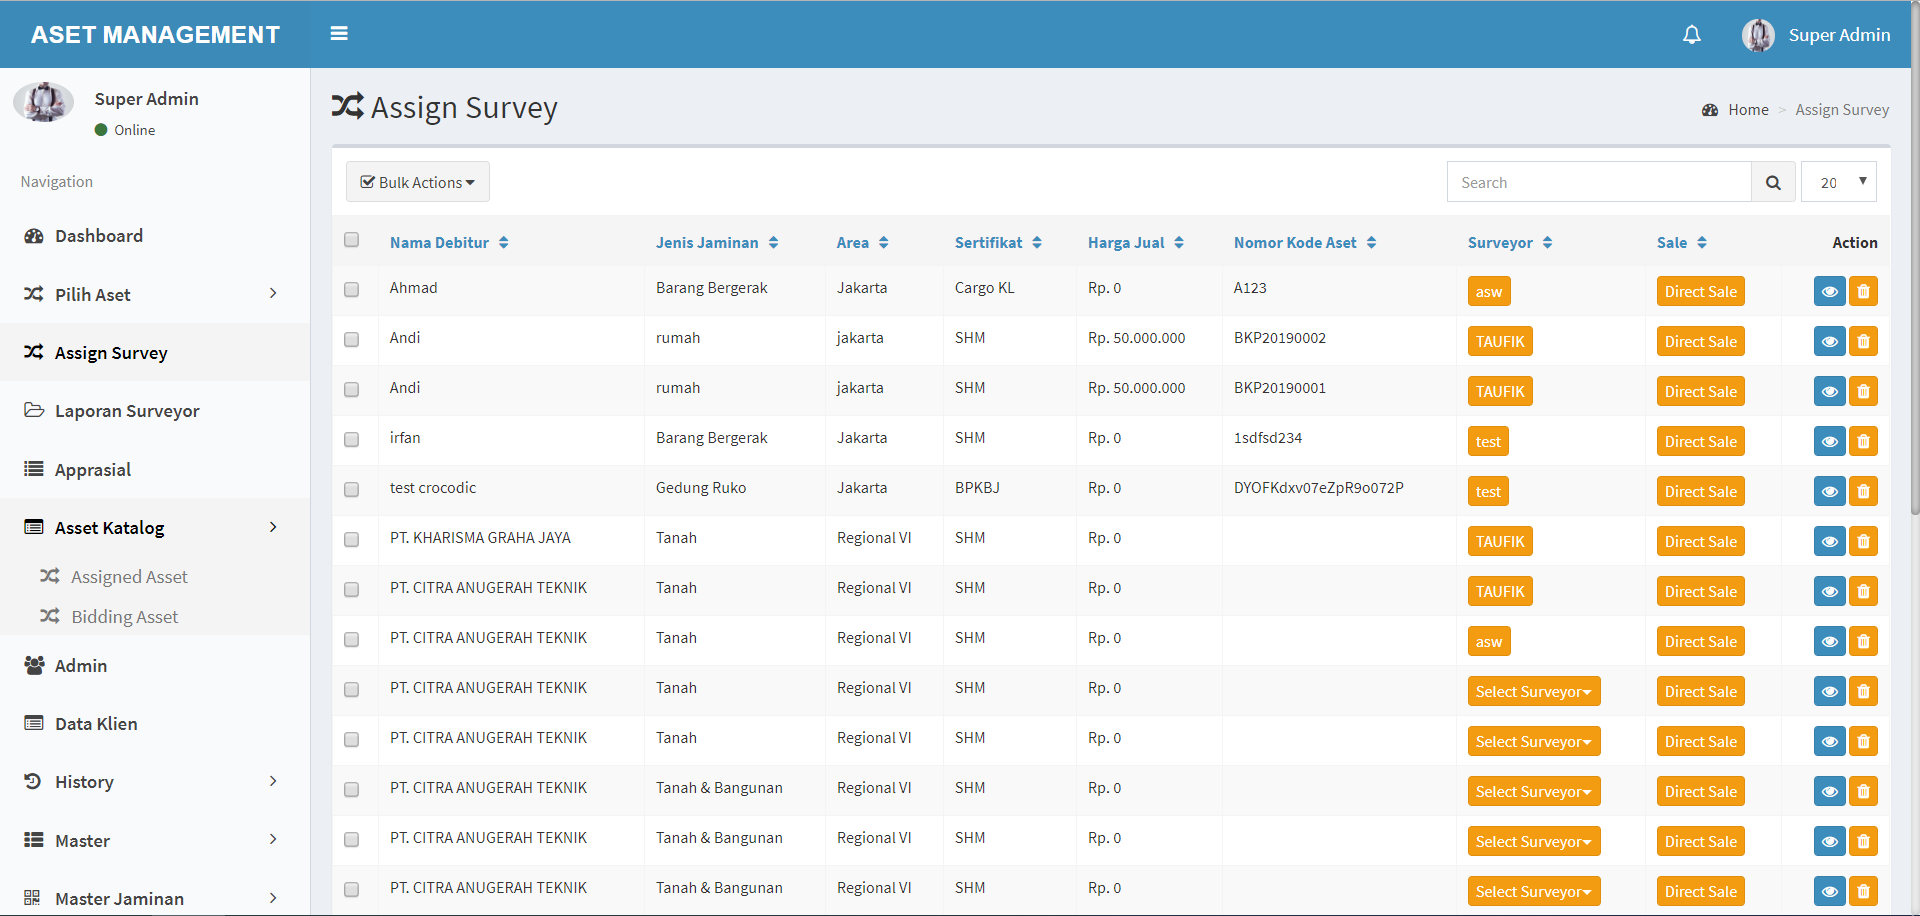 ASET MANAGEMENT
Super Admin
Super Admin
Online
Navigation
Dashboard
Pilih Aset
Assign Survey
Laporan Surveyor
Apprasial
Asset Katalog
Assigned Asset
Bidding Asset
Admin
Data Klien
History
Master
Master Jaminan
Assign Survey
Home > Assign Survey
Bulk Actions
Search
20
Nama Debitur Jenis Jaminan Area Sertifikat Harga Jual Nomor Kode Aset Surveyor Sale Action
Ahmad Barang Bergerak Jakarta Cargo KL Rp. 0 A123 asw Direct Sale
Andi rumah jakarta SHM Rp. 50.000.000 BKP20190002 TAUFIK Direct Sale
Andi rumah jakarta SHM Rp. 50.000.000 BKP20190001 TAUFIK Direct Sale
irfan Barang Bergerak Jakarta SHM Rp. 0 1sdfsd234 test Direct Sale
test crocodic Gedung Ruko Jakarta BPKBJ Rp. 0 DYOFKdxv07eZpR9o072P test Direct Sale
PT. KHARISMA GRAHA JAYA Tanah Regional VI SHM Rp. 0 TAUFIK Direct Sale
PT. CITRA ANUGERAH TEKNIK Tanah Regional VI SHM Rp. 0 TAUFIK Direct Sale
PT. CITRA ANUGERAH TEKNIK Tanah Regional VI SHM Rp. 0 asw Direct Sale
PT. CITRA ANUGERAH TEKNIK Tanah Regional VI SHM Rp. 0 Select Surveyor Direct Sale
PT. CITRA ANUGERAH TEKNIK Tanah Regional VI SHM Rp. 0 Select Surveyor Direct Sale
PT. CITRA ANUGERAH TEKNIK Tanah & Bangunan Regional VI SHM Rp. 0 Select Surveyor Direct Sale
PT. CITRA ANUGERAH TEKNIK Tanah & Bangunan Regional VI SHM Rp. 0 Select Surveyor Direct Sale
PT. CITRA ANUGERAH TEKNIK Tanah & Bangunan Regional VI SHM Rp. 0 Select Surveyor Direct Sale